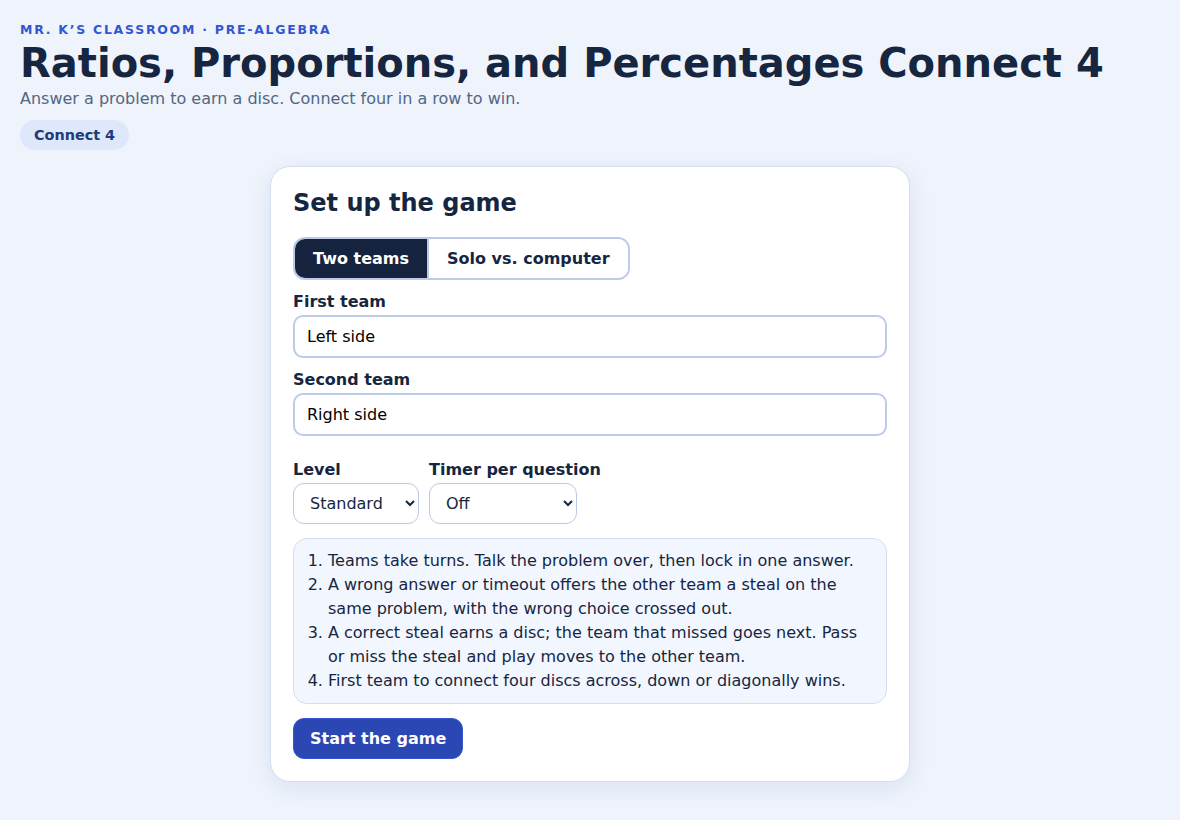 MR. K’S CLASSROOM · PRE-ALGEBRA
Ratios, Proportions, and Percentages Connect 4
Answer a problem to earn a disc. Connect four in a row to win.
Connect 4
Set up the game
Two teams
Solo vs. computer
First team
Left side
Second team
Right side
Level
Timer per question
Standard
Off
1. Teams take turns. Talk the problem over, then lock in one answer.
2. A wrong answer or timeout offers the other team a steal on the
same problem, with the wrong choice crossed out.
3. A correct steal earns a disc; the team that missed goes next. Pass
or miss the steal and play moves to the other team.
4. First team to connect four discs across, down or diagonally wins.
Start the game